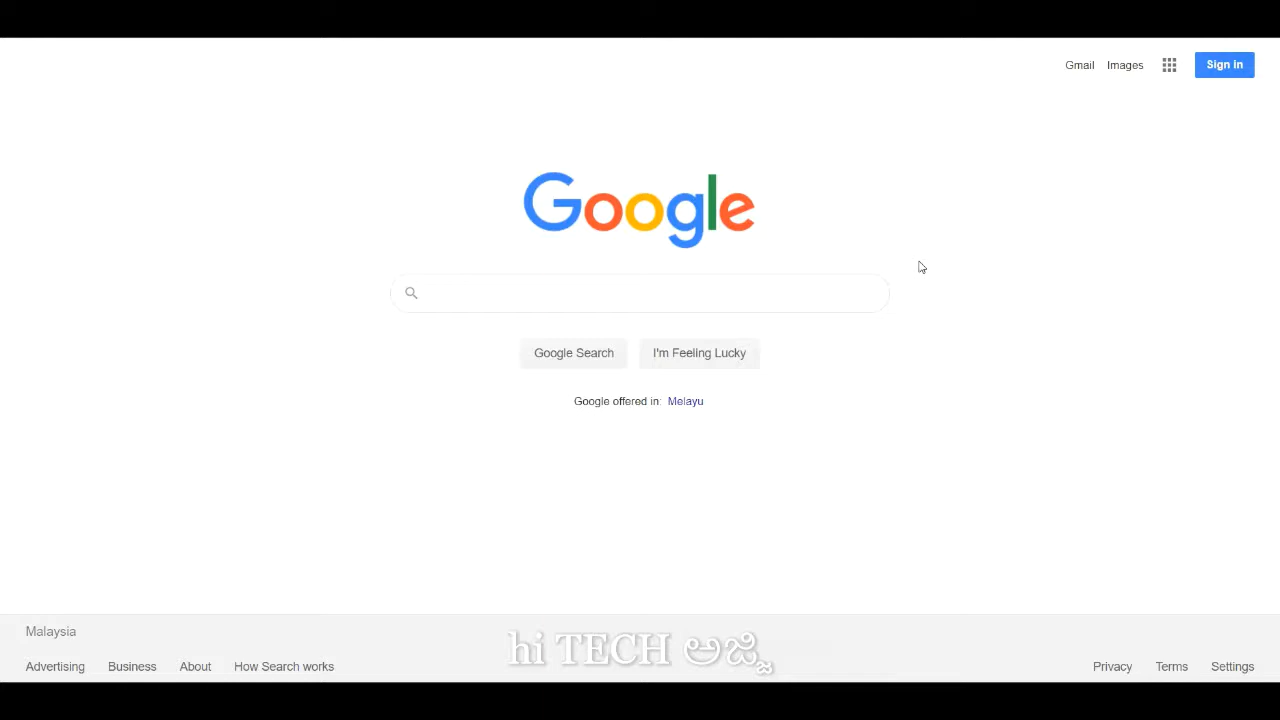 Gmail Images Sign in
Google
Google Search I'm Feeling Lucky
Google offered in: Melayu
Malaysia
hi TECH ಅಜ್ಜಿ
Advertising Business About How Search works Privacy Terms Settings